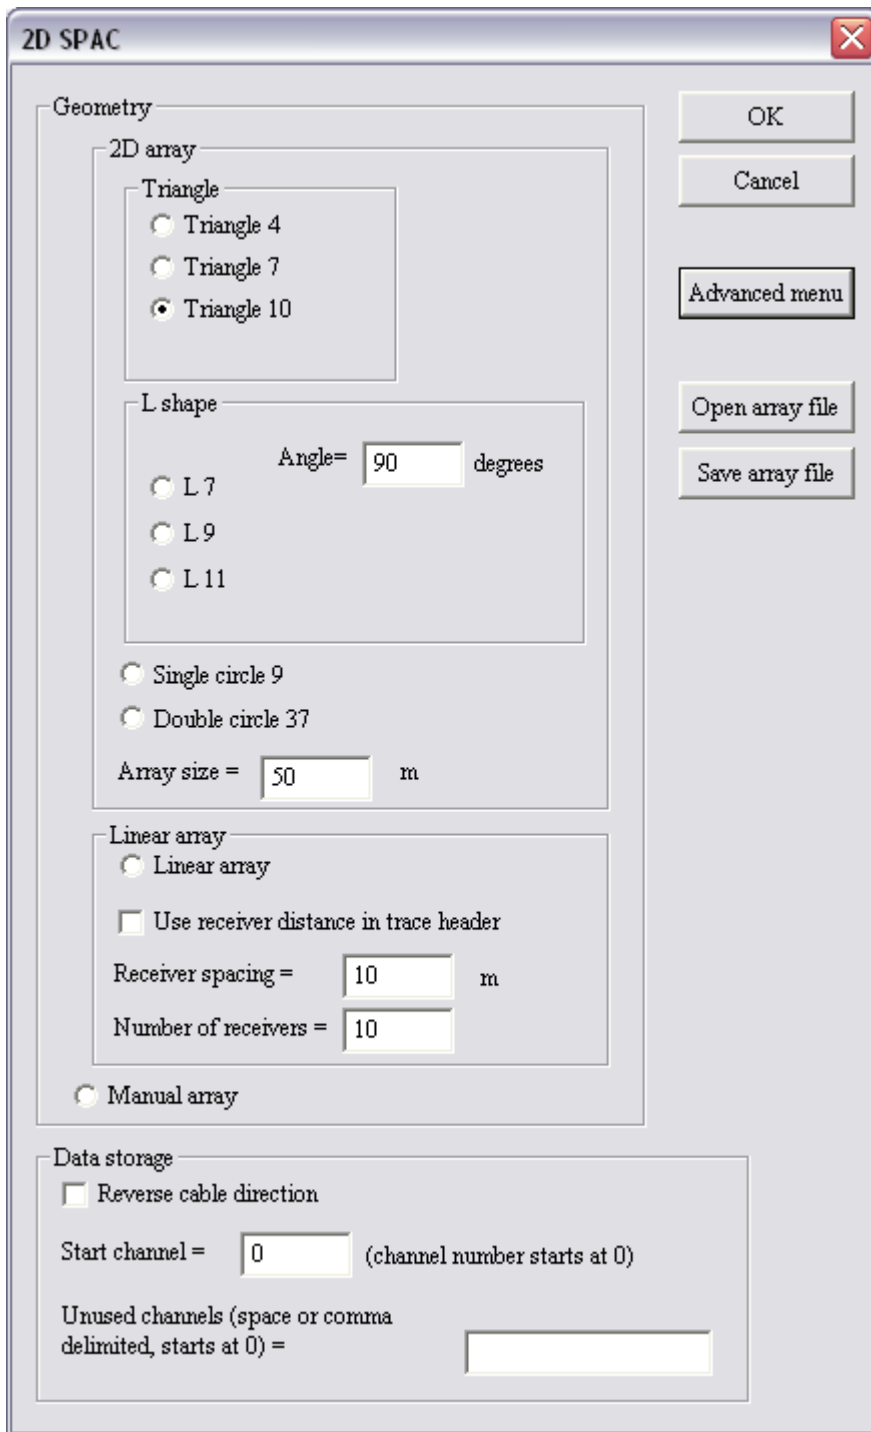 2D SPAC
Geometry
2D array
Triangle
Triangle 4
Triangle 7
Triangle 10
L shape
Angle= 90 degrees
L 7
L 9
L 11
Single circle 9
Double circle 37
Array size = 50 m
Linear array
Linear array
Use receiver distance in trace header
Receiver spacing = 10 m
Number of receivers = 10
Manual array
Data storage
Reverse cable direction
Start channel = 0 (channel number starts at 0)
Unused channels (space or comma
delimited, starts at 0) =
OK
Cancel
Advanced menu
Open array file
Save array file